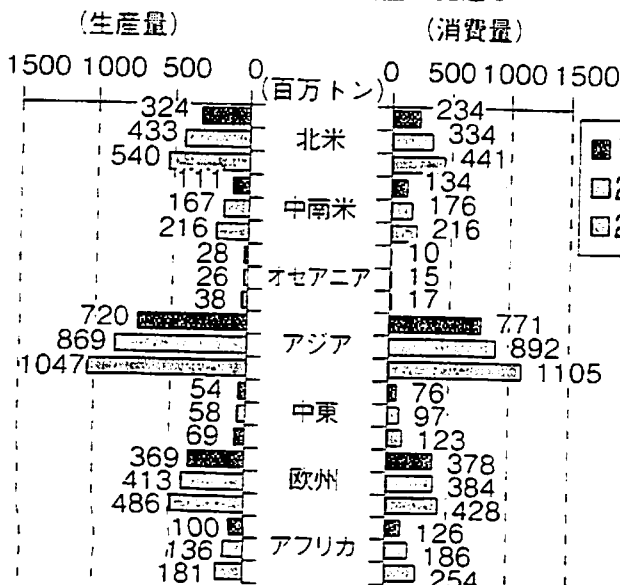 (生産量) (消費量)
1500 1000 500 0 (百万トン) 0 500 1000 1500
324 北米 234
433 334
540 441
111 中南米 134
167 176
216 216
28 オセアニア 10
26 15
38 17
720 アジア 771
869 892
1047 1105
54 中東 76
58 97
69 123
369 欧州 378
413 384
486 428
100 アフリカ 126
136 186
181 254